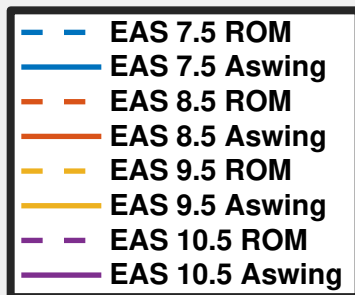 EAS 7.5 ROM
EAS 7.5 Aswing
EAS 8.5 ROM
EAS 8.5 Aswing
EAS 9.5 ROM
EAS 9.5 Aswing
EAS 10.5 ROM
EAS 10.5 Aswing